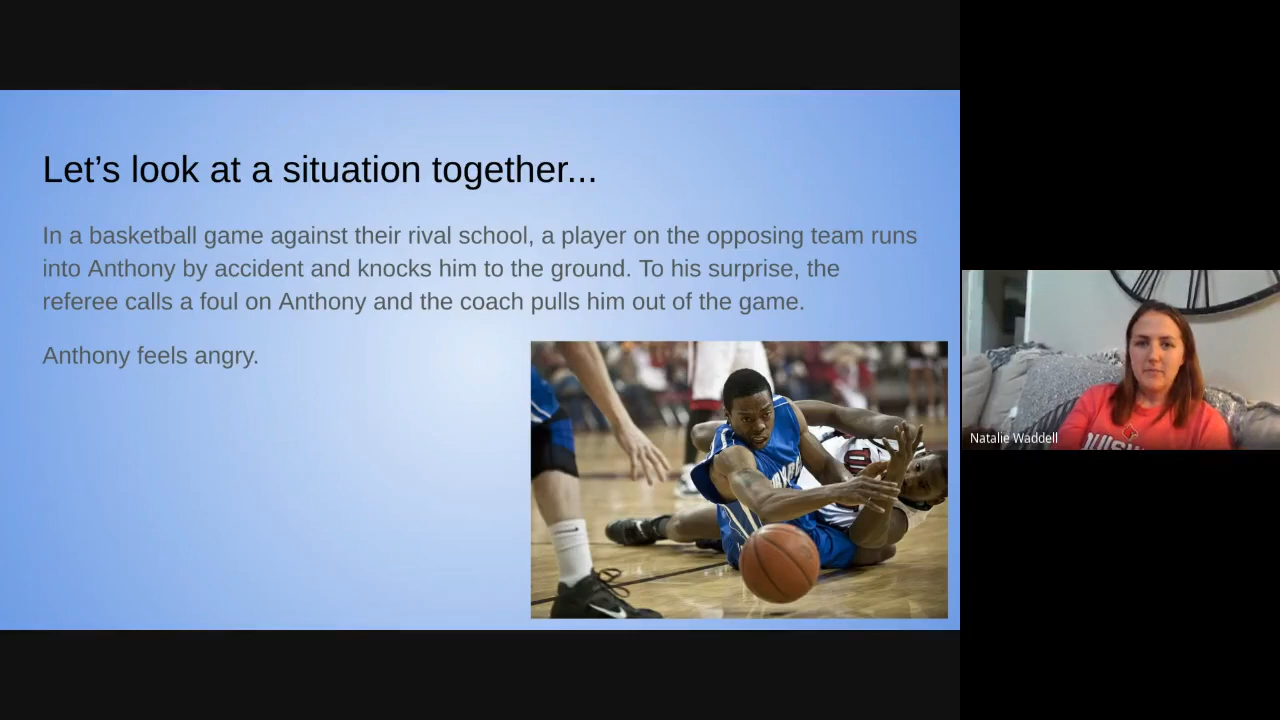 Let’s look at a situation together...
In a basketball game against their rival school, a player on the opposing team runs
into Anthony by accident and knocks him to the ground. To his surprise, the
referee calls a foul on Anthony and the coach pulls him out of the game.
Anthony feels angry.
Natalie Waddell